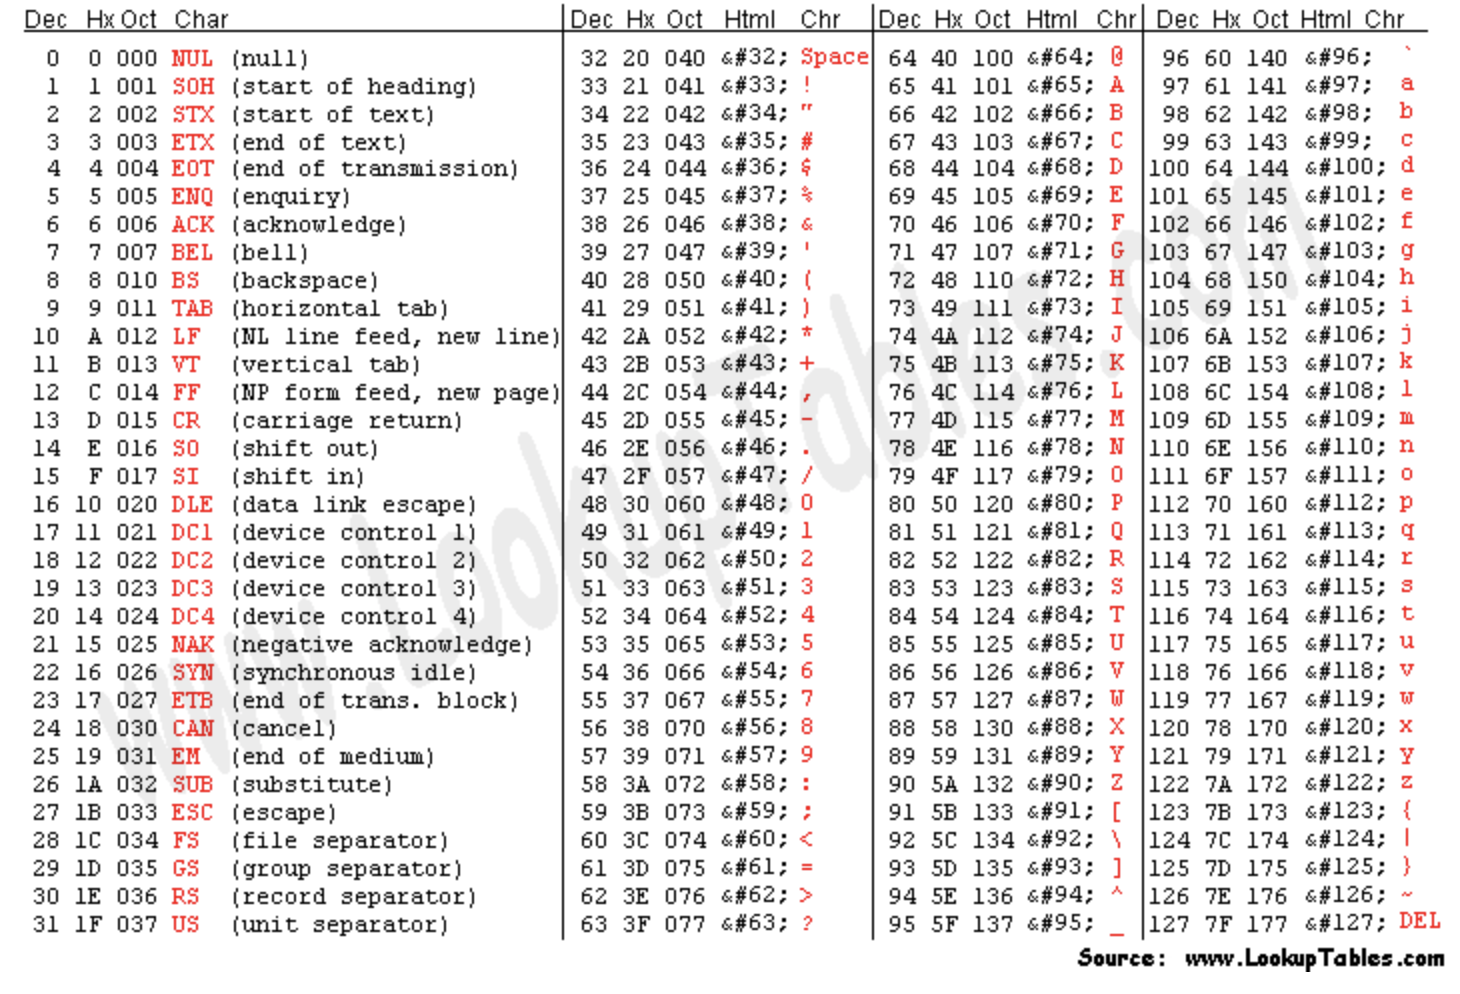 Dec Hx Oct Char Dec Hx Oct Html Chr Dec Hx Oct Html Chr Dec Hx Oct Html Chr
0 0 000 NUL (null) 32 20 040 &#32; Space 64 40 100 &#64; @ 96 60 140 &#96; `
1 1 001 SOH (start of heading) 33 21 041 &#33; ! 65 41 101 &#65; A 97 61 141 &#97; a
2 2 002 STX (start of text) 34 22 042 &#34; " 66 42 102 &#66; B 98 62 142 &#98; b
3 3 003 ETX (end of text) 35 23 043 &#35; # 67 43 103 &#67; C 99 63 143 &#99; c
4 4 004 EOT (end of transmission) 36 24 044 &#36; $ 68 44 104 &#68; D 100 64 144 &#100; d
5 5 005 ENQ (enquiry) 37 25 045 &#37; % 69 45 105 &#69; E 101 65 145 &#101; e
6 6 006 ACK (acknowledge) 38 26 046 &#38; & 70 46 106 &#70; F 102 66 146 &#102; f
7 7 007 BEL (bell) 39 27 047 &#39; ' 71 47 107 &#71; G 103 67 147 &#103; g
8 8 010 BS (backspace) 40 28 050 &#40; ( 72 48 110 &#72; H 104 68 150 &#104; h
9 9 011 TAB (horizontal tab) 41 29 051 &#41; ) 73 49 111 &#73; I 105 69 151 &#105; i
10 A 012 LF (NL line feed, new line) 42 2A 052 &#42; * 74 4A 112 &#74; J 106 6A 152 &#106; j
11 B 013 VT (vertical tab) 43 2B 053 &#43; + 75 4B 113 &#75; K 107 6B 153 &#107; k
12 C 014 FF (NP form feed, new page) 44 2C 054 &#44; , 76 4C 114 &#76; L 108 6C 154 &#108; l
13 D 015 CR (carriage return) 45 2D 055 &#45; - 77 4D 115 &#77; M 109 6D 155 &#109; m
14 E 016 SO (shift out) 46 2E 056 &#46; . 78 4E 116 &#78; N 110 6E 156 &#110; n
15 F 017 SI (shift in) 47 2F 057 &#47; / 79 4F 117 &#79; O 111 6F 157 &#111; o
16 10 020 DLE (data link escape) 48 30 060 &#48; 0 80 50 120 &#80; P 112 70 160 &#112; p
17 11 021 DC1 (device control 1) 49 31 061 &#49; 1 81 51 121 &#81; Q 113 71 161 &#113; q
18 12 022 DC2 (device control 2) 50 32 062 &#50; 2 82 52 122 &#82; R 114 72 162 &#114; r
19 13 023 DC3 (device control 3) 51 33 063 &#51; 3 83 53 123 &#83; S 115 73 163 &#115; s
20 14 024 DC4 (device control 4) 52 34 064 &#52; 4 84 54 124 &#84; T 116 74 164 &#116; t
21 15 025 NAK (negative acknowledge) 53 35 065 &#53; 5 85 55 125 &#85; U 117 75 165 &#117; u
22 16 026 SYN (synchronous idle) 54 36 066 &#54; 6 86 56 126 &#86; V 118 76 166 &#118; v
23 17 027 ETB (end of trans. block) 55 37 067 &#55; 7 87 57 127 &#87; W 119 77 167 &#119; w
24 18 030 CAN (cancel) 56 38 070 &#56; 8 88 58 130 &#88; X 120 78 170 &#120; x
25 19 031 EM (end of medium) 57 39 071 &#57; 9 89 59 131 &#89; Y 121 79 171 &#121; y
26 1A 032 SUB (substitute) 58 3A 072 &#58; : 90 5A 132 &#90; Z 122 7A 172 &#122; z
27 1B 033 ESC (escape) 59 3B 073 &#59; ; 91 5B 133 &#91; [ 123 7B 173 &#123; {
28 1C 034 FS (file separator) 60 3C 074 &#60; < 92 5C 134 &#92; \ 124 7C 174 &#124; |
29 1D 035 GS (group separator) 61 3D 075 &#61; = 93 5D 135 &#93; ] 125 7D 175 &#125; }
30 1E 036 RS (record separator) 62 3E 076 &#62; > 94 5E 136 &#94; ^ 126 7E 176 &#126; ~
31 1F 037 US (unit separator) 63 3F 077 &#63; ? 95 5F 137 &#95; _ 127 7F 177 &#127; DEL
www.LookupTables.com
Source: www.LookupTables.com